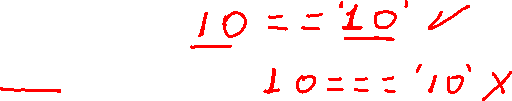 10 == '10' ✓
10 === '10' X